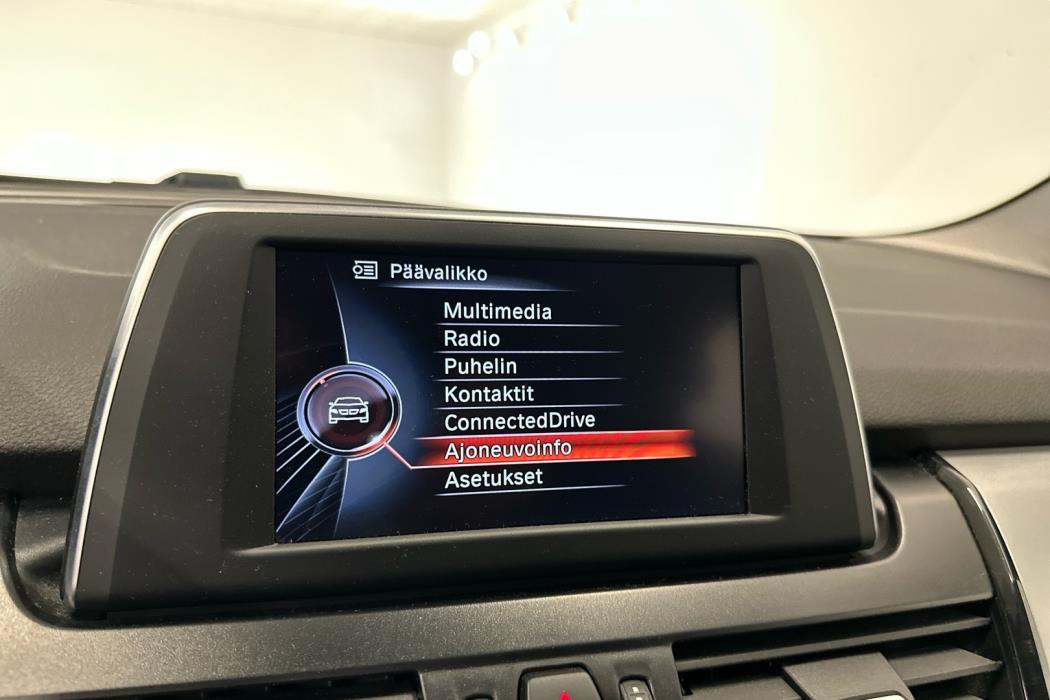 Päävalikko
Multimedia
Radio
Puhelin
Kontaktit
ConnectedDrive
Ajoneuvoinfo
Asetukset